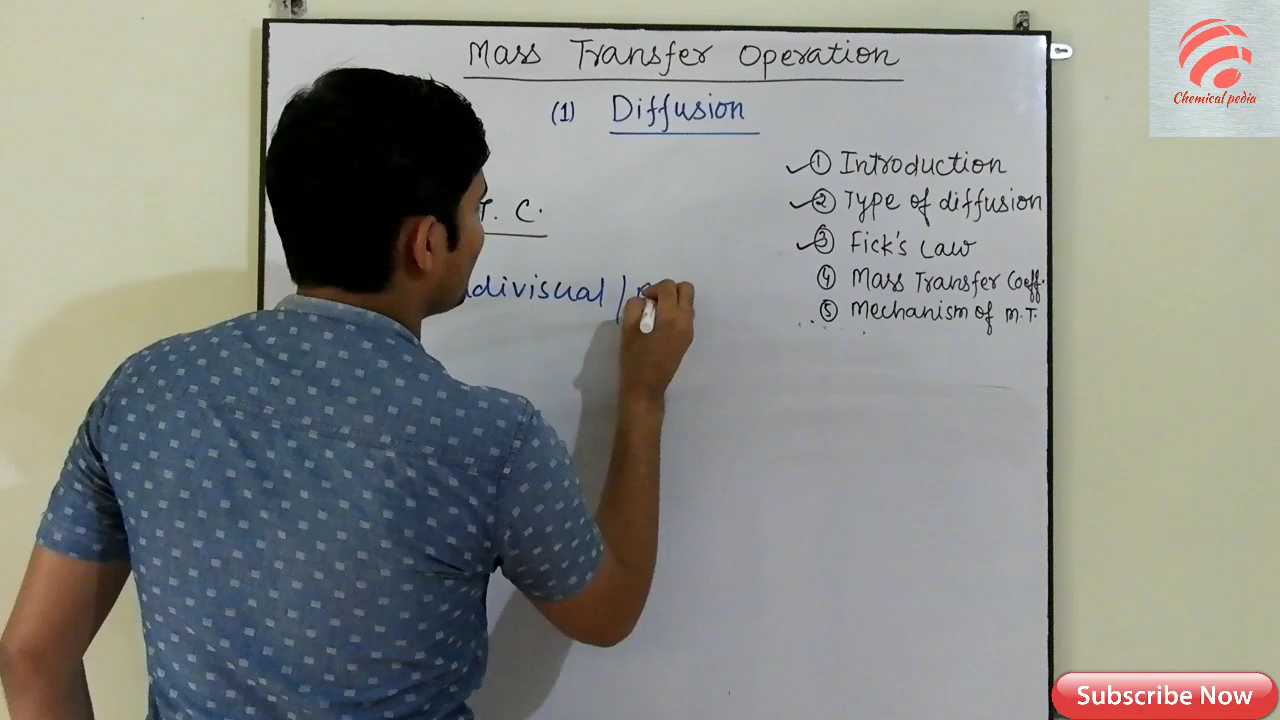 Mass Transfer Operation
(1) Diffusion
① Introduction
② Type of diffusion
③ Fick's Law
④ Mass Transfer Coeff.
⑤ Mechanism of M.T.
T. C.
divisual /
Chemical pedia
Subscribe Now